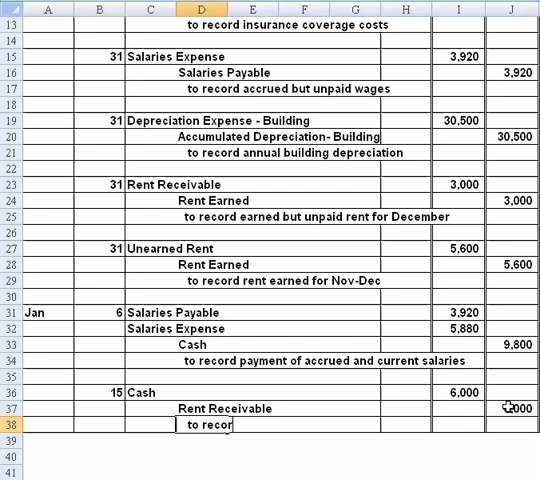 A B C D E F G H I J
13 to record insurance coverage costs
14
15 31 Salaries Expense 3,920
16 Salaries Payable 3,920
17 to record accrued but unpaid wages
18
19 31 Depreciation Expense - Building 30,500
20 Accumulated Depreciation- Building 30,500
21 to record annual building depreciation
22
23 31 Rent Receivable 3,000
24 Rent Earned 3,000
25 to record earned but unpaid rent for December
26
27 31 Unearned Rent 5,600
28 Rent Earned 5,600
29 to record rent earned for Nov-Dec
30
31 Jan 6 Salaries Payable 3,920
32 Salaries Expense 5,880
33 Cash 9,800
34 to record payment of accrued and current salaries
35
36 15 Cash 6,000
37 Rent Receivable
38 to recor
39
40
41